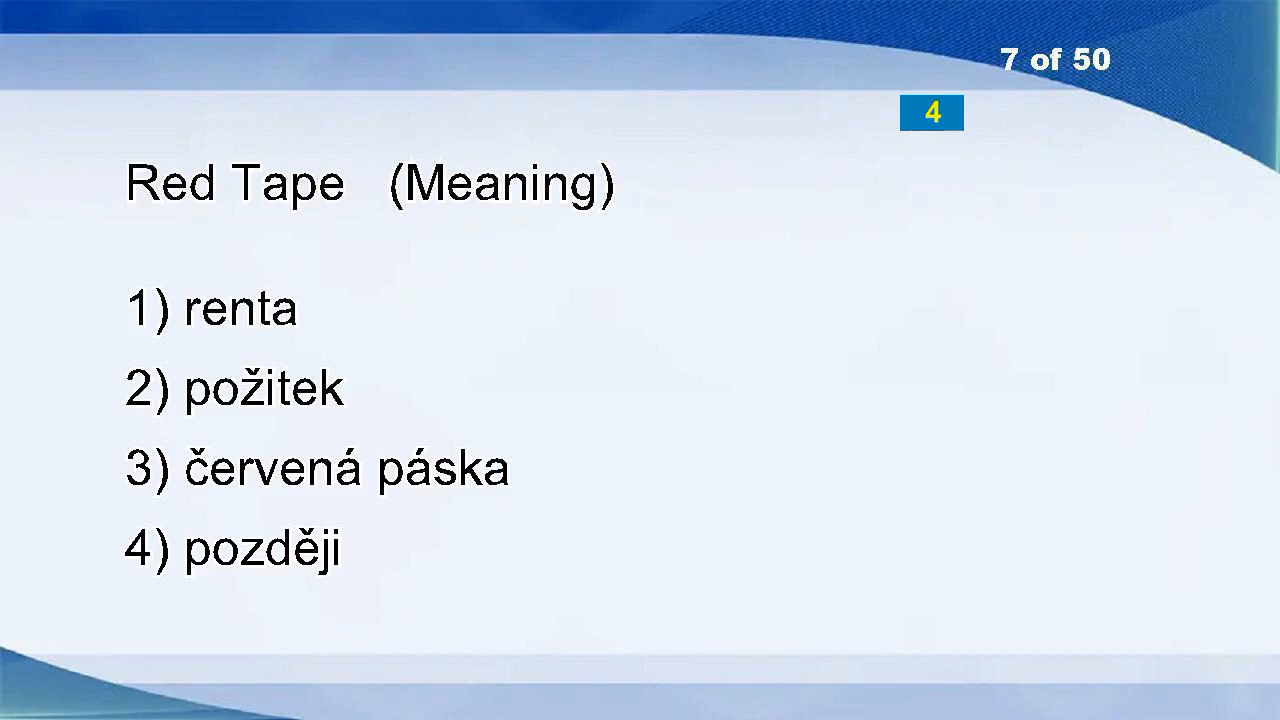 7 of 50
4
Red Tape (Meaning)
1) renta
2) požitek
3) červená páska
4) později